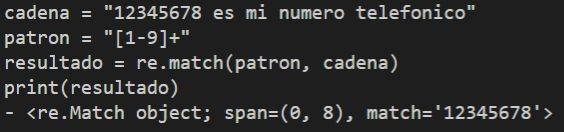 cadena = "12345678 es mi numero telefonico"
patron = "[1-9]+"
resultado = re.match(patron, cadena)
print(resultado)
- <re.Match object; span=(0, 8), match='12345678'>